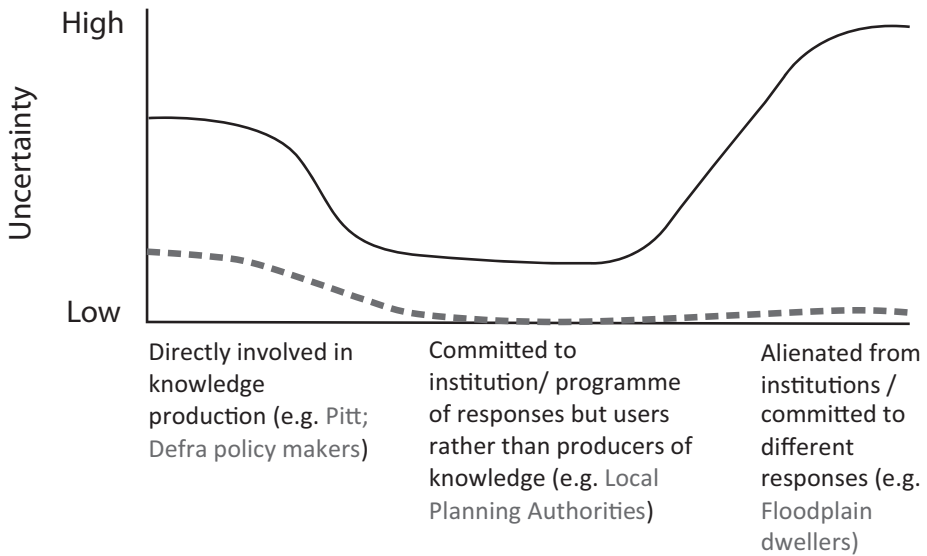 High
Uncertainty
Low
Directly involved in
knowledge
production (e.g. Pitt;
Defra policy makers)
Committed to
institution/ programme
of responses but users
rather than producers of
knowledge (e.g. Local
Planning Authorities)
Alienated from
institutions /
committed to
different
responses (e.g.
Floodplain
dwellers)